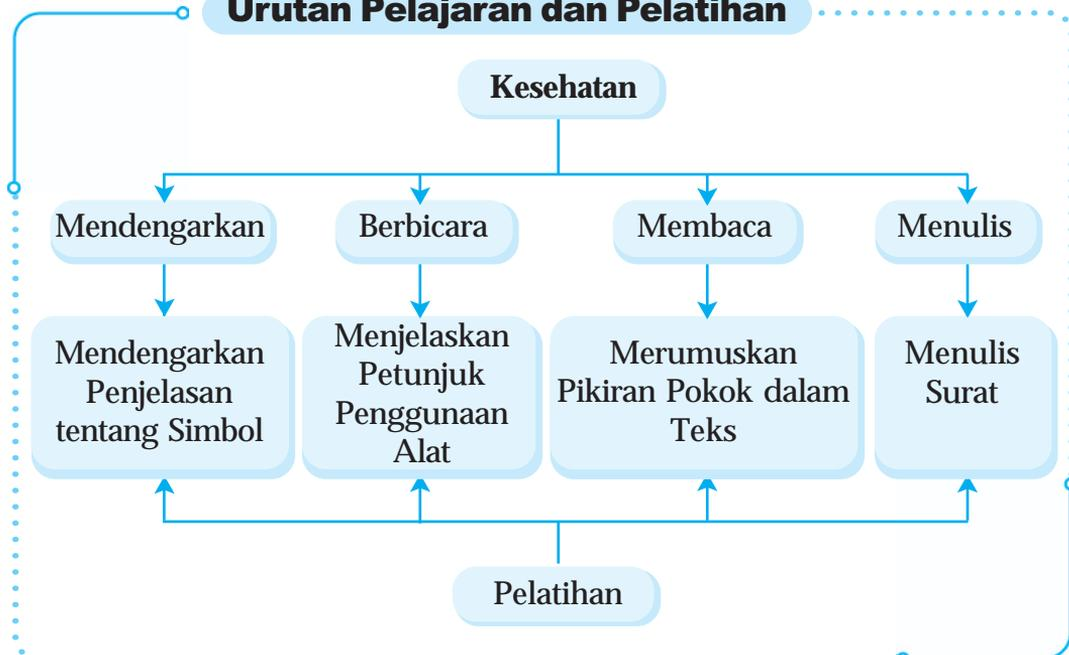 Urutan Pelajaran dan Pelatihan
Kesehatan
Mendengarkan
Berbicara
Membaca
Menulis
Mendengarkan
Penjelasan
tentang Simbol
Menjelaskan
Petunjuk
Penggunaan
Alat
Merumuskan
Pikiran Pokok dalam
Teks
Menulis
Surat
Pelatihan